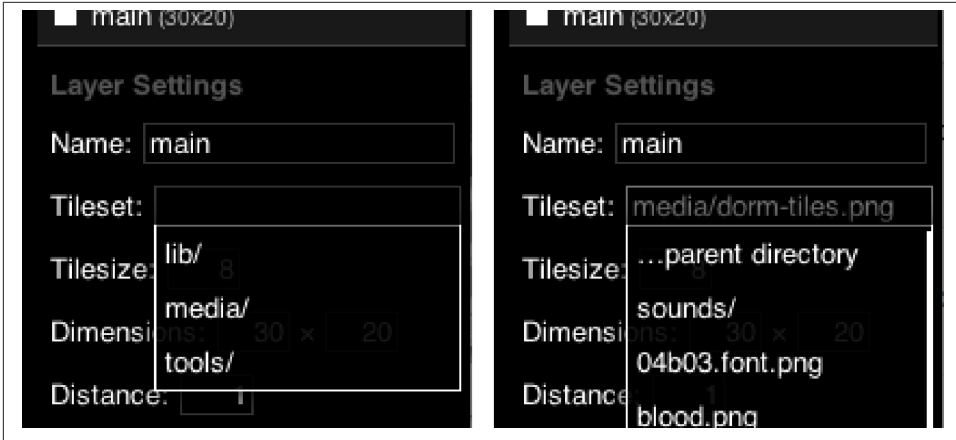 main (30x20)
Layer Settings
Name: main
Tileset:
lib/
Tilesize: 8
media/
Dimensions: 30 × 20
tools/
Distance: 1
main (30x20)
Layer Settings
Name: main
Tileset: media/dorm-tiles.png
...parent directory
Tilesize: 8
sounds/
Dimensions: 30 × 20
04b03.font.png
Distance: 1
blood.png